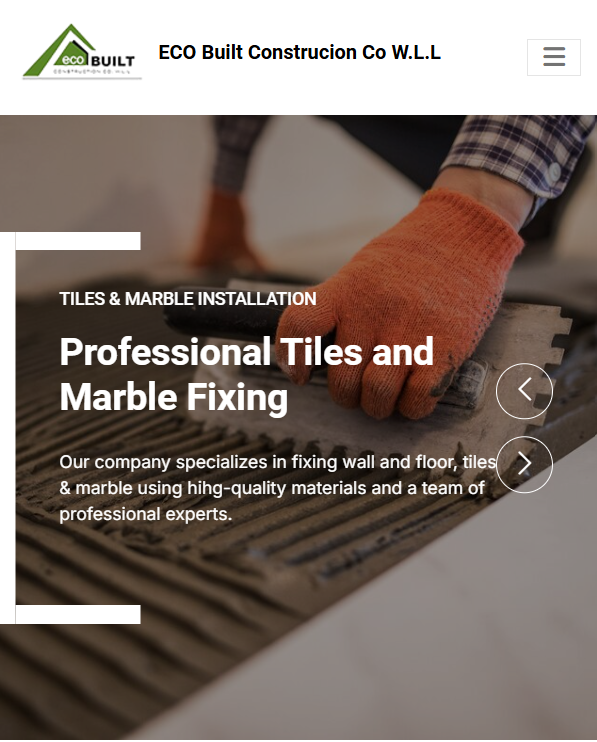 eco BUILT
CONSTRUCTION CO. W.L.L
ECO Built Construcion Co W.L.L
TILES & MARBLE INSTALLATION
Professional Tiles and
Marble Fixing
Our company specializes in fixing wall and floor, tiles
& marble using hihg-quality materials and a team of
professional experts.